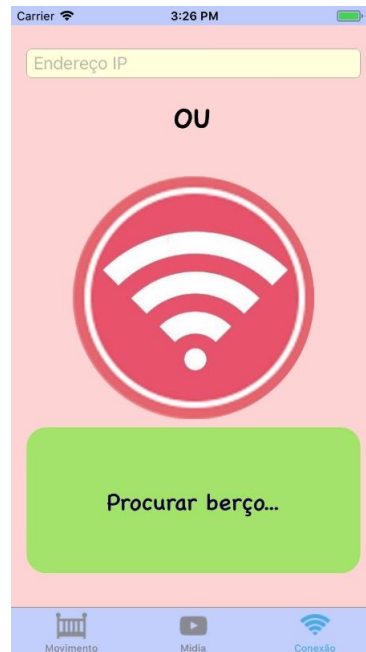 Carrier 3:26 PM
Endereço IP
OU
Procurar berço...
Movimento Mídia Conexão